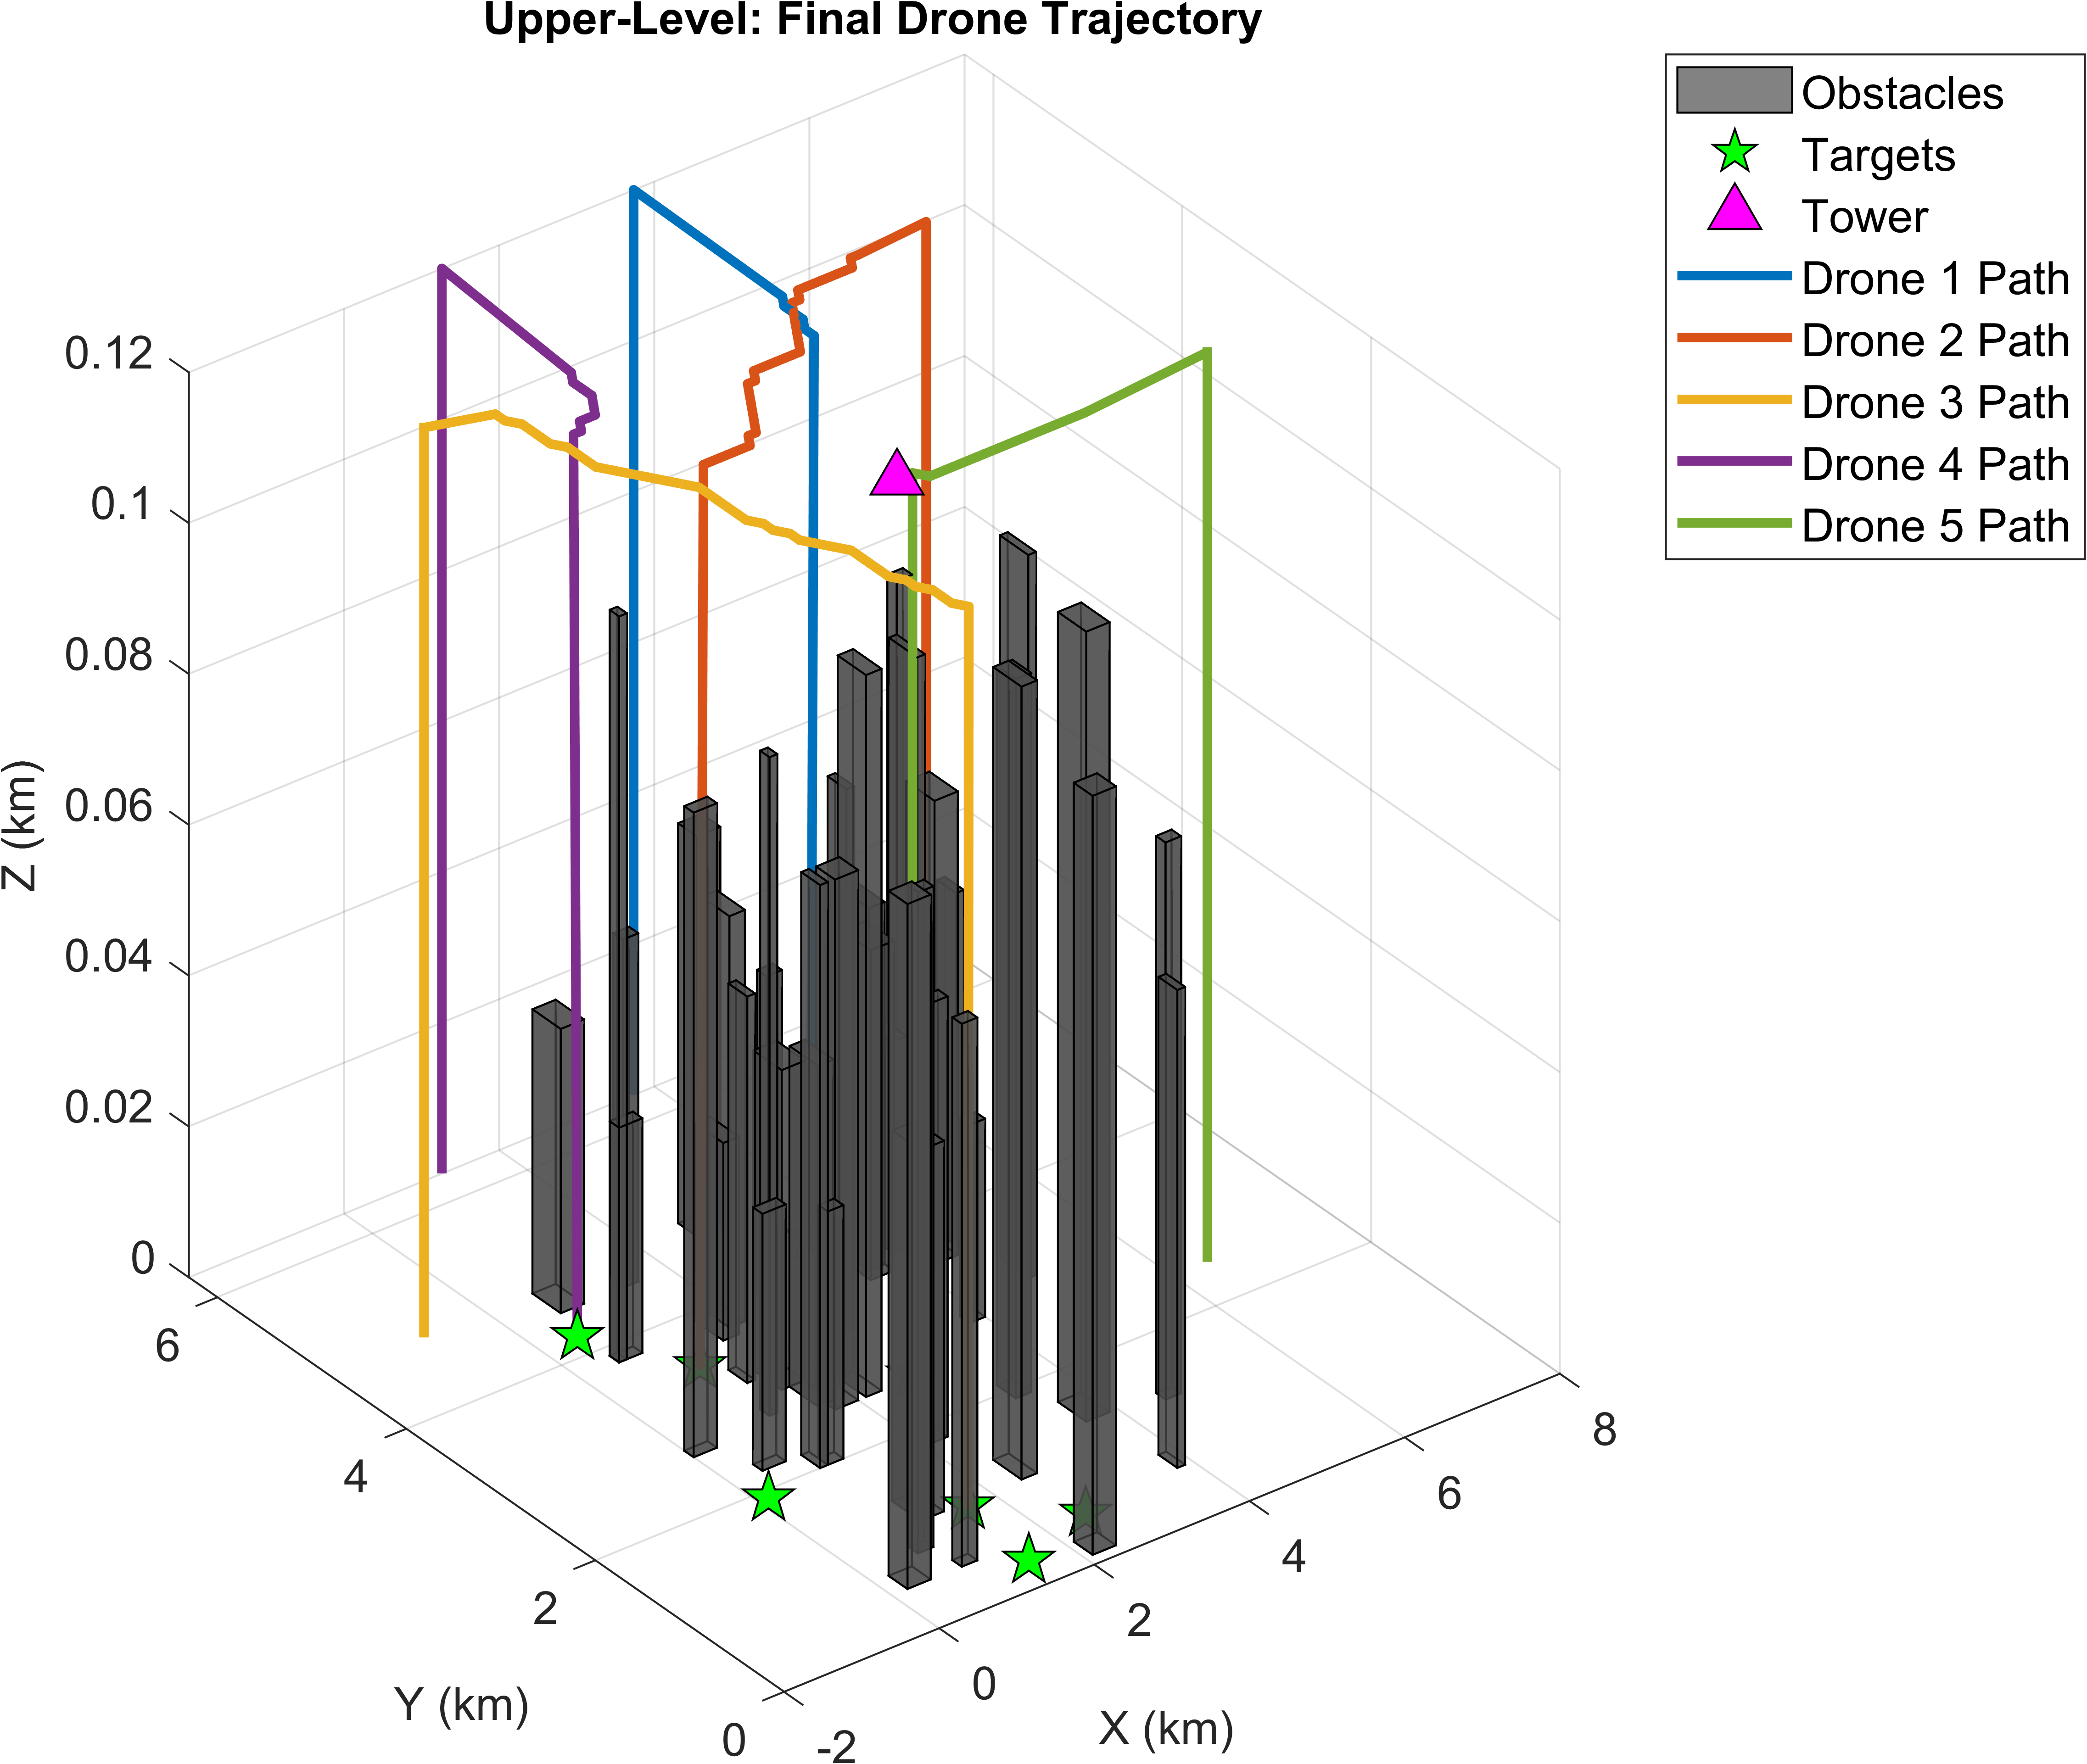 Upper-Level: Final Drone Trajectory
Obstacles
Targets
Tower
Drone 1 Path
Drone 2 Path
Drone 3 Path
Drone 4 Path
Drone 5 Path
0.12
0.1
0.08
0.06
0.04
0.02
0
Z (km)
6
4
2
0
Y (km)
-2
0
2
4
6
8
X (km)